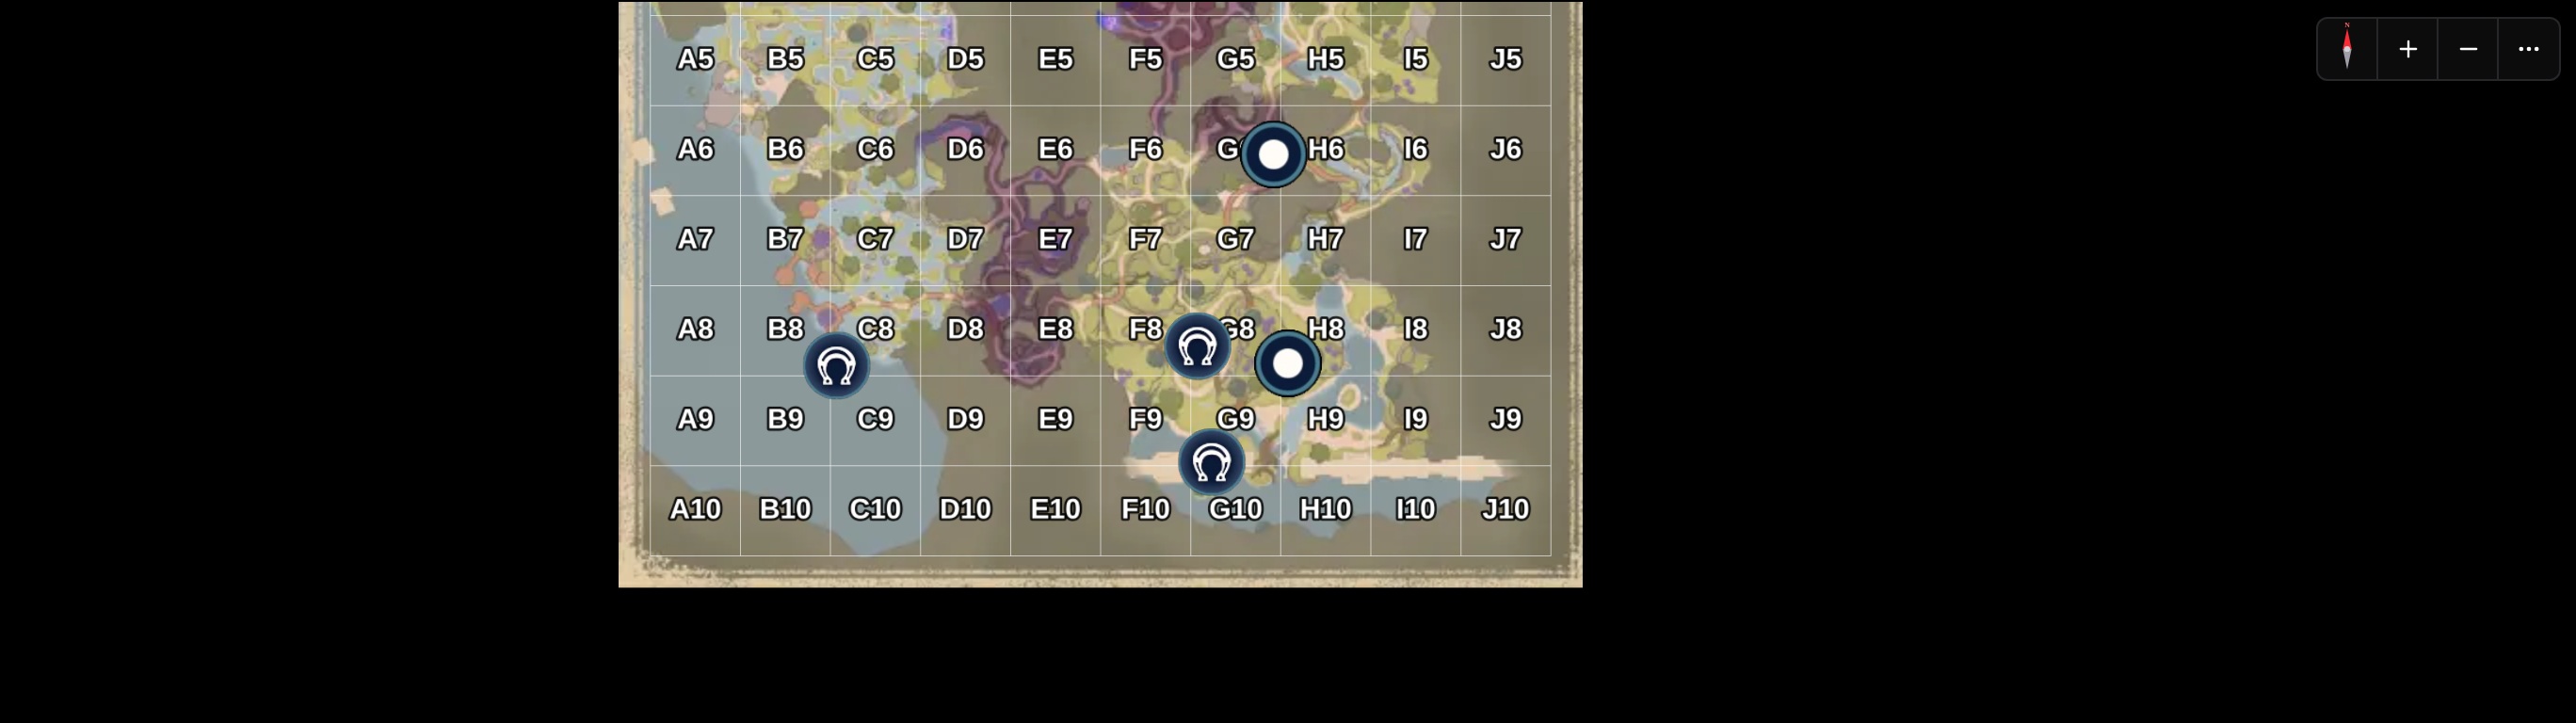 N
A5 B5 C5 D5 E5 F5 G5 H5 I5 J5
A6 B6 C6 D6 E6 F6 G H6 I6 J6
A7 B7 C7 D7 E7 F7 G7 H7 I7 J7
A8 B8 C8 D8 E8 F8 G8 H8 I8 J8
A9 B9 C9 D9 E9 F9 G9 H9 I9 J9
A10 B10 C10 D10 E10 F10 G10 H10 I10 J10